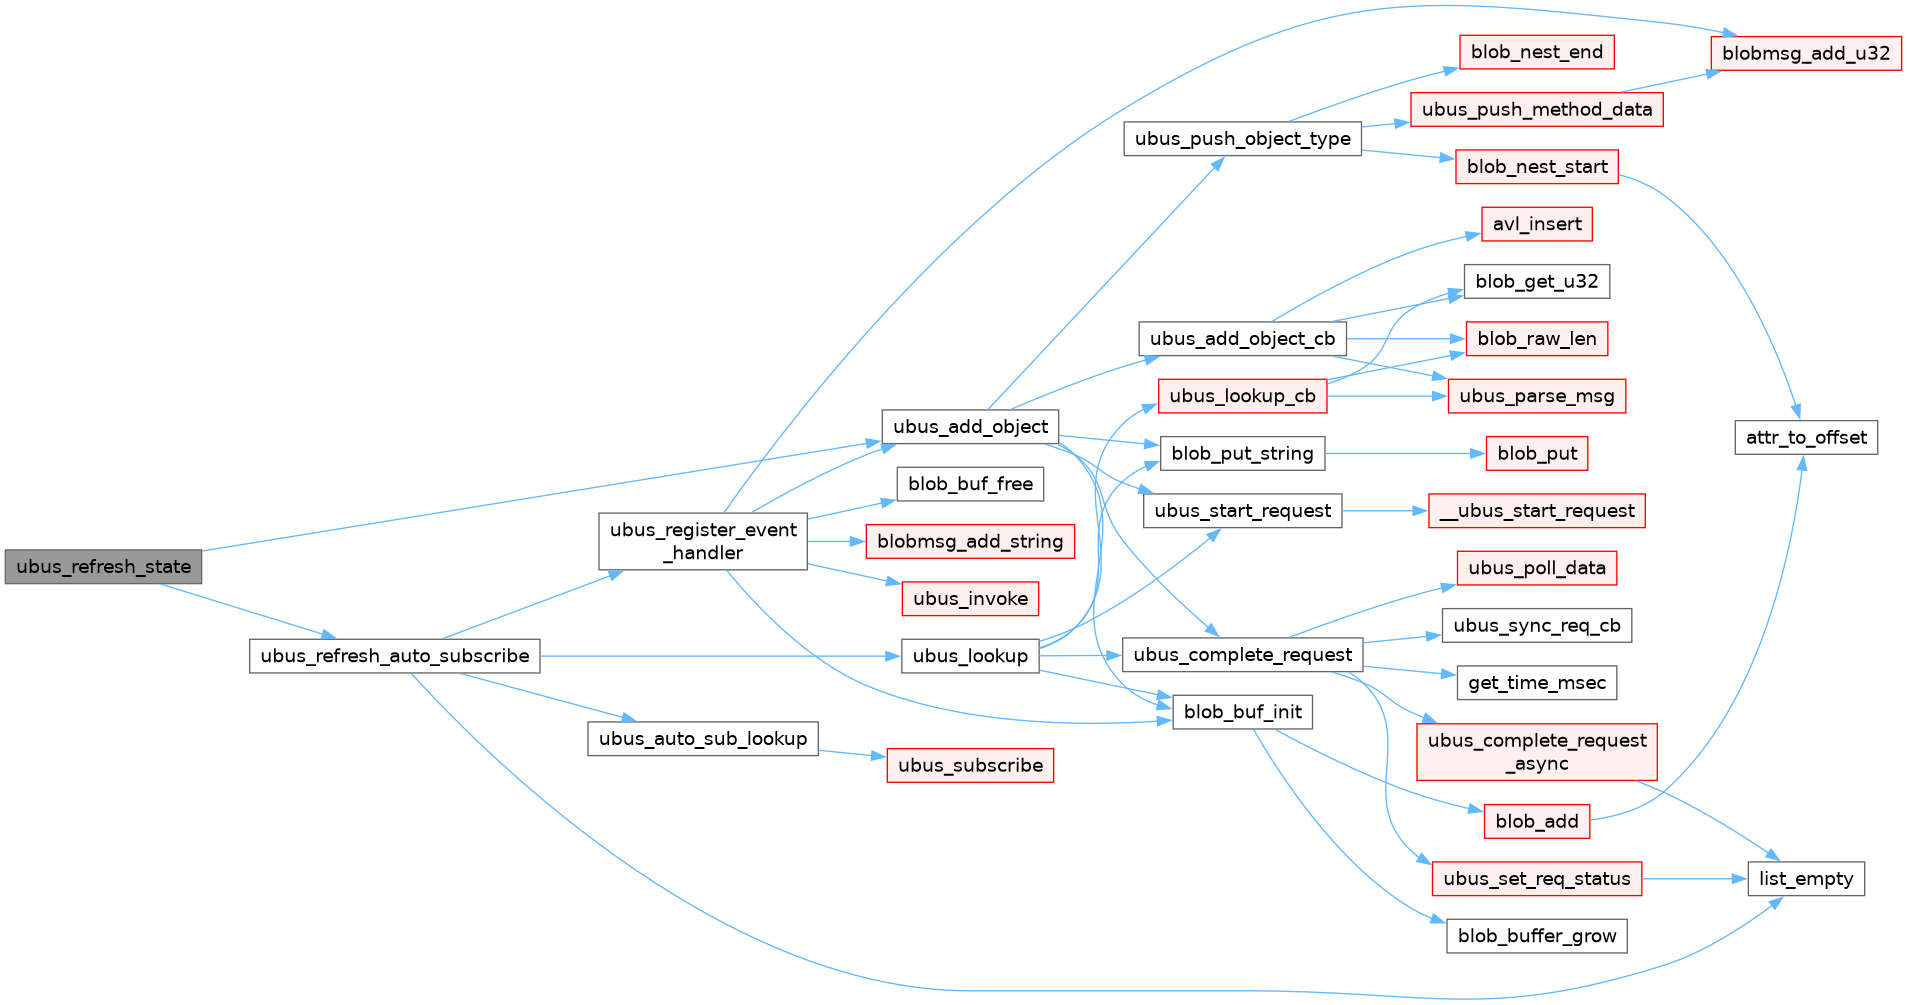 blob_nest_end
blobmsg_add_u32
ubus_push_method_data
ubus_push_object_type
blob_nest_start
avl_insert
blob_get_u32
ubus_add_object_cb
blob_raw_len
ubus_lookup_cb
ubus_parse_msg
ubus_add_object
attr_to_offset
blob_put_string
blob_put
blob_buf_free
ubus_start_request
__ubus_start_request
ubus_register_event
_handler
blobmsg_add_string
ubus_refresh_state
ubus_poll_data
ubus_invoke
ubus_sync_req_cb
ubus_refresh_auto_subscribe
ubus_lookup
ubus_complete_request
get_time_msec
blob_buf_init
ubus_auto_sub_lookup
ubus_complete_request
_async
ubus_subscribe
blob_add
ubus_set_req_status
list_empty
blob_buffer_grow